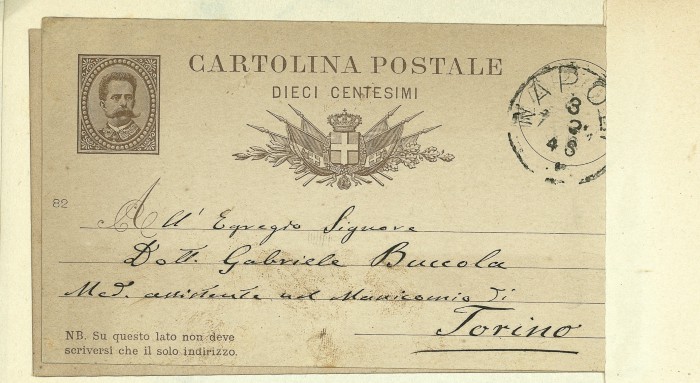 CARTOLINA POSTALE
DIECI CENTESIMI
NAPOLI
82
All' Egregio Signore
Dott. Gabriele Buccola
Med. assistente nel Manicomio di
Torino
NB. Su questo lato non deve
scriversi che il solo indirizzo.